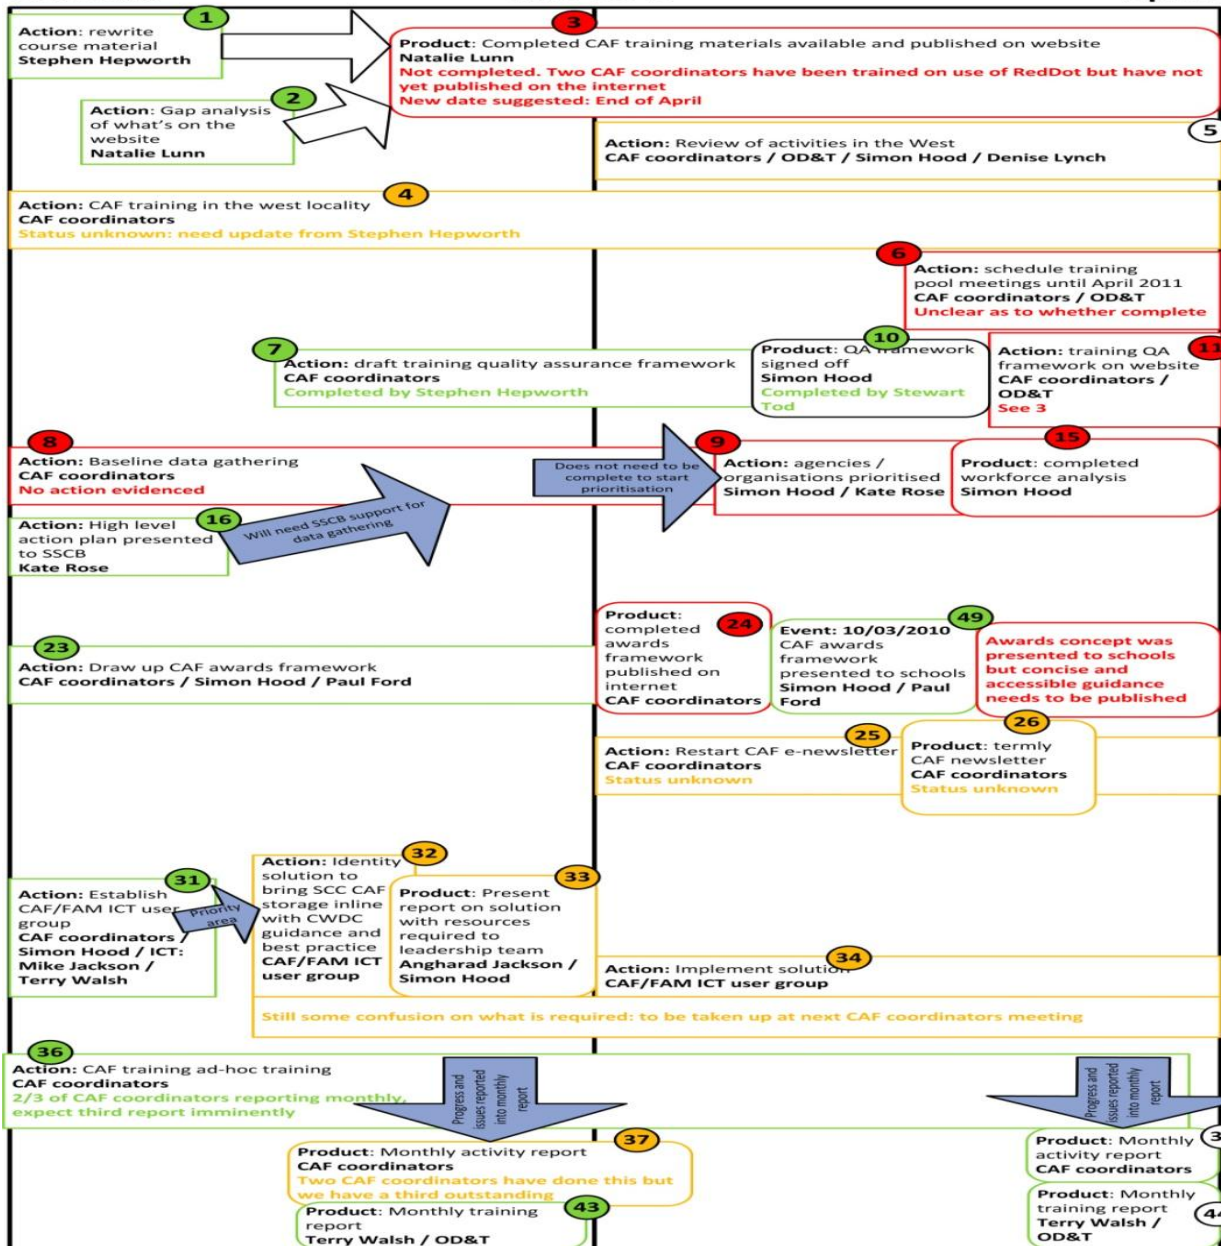 1
Action: rewrite
course material
Stephen Hepworth
3
Product: Completed CAF training materials available and published on website
Natalie Lunn
Not completed. Two CAF coordinators have been trained on use of RedDot but have not
yet published on the internet
New date suggested: End of April
2
Action: Gap analysis
of what's on the
website
Natalie Lunn
5
Action: Review of activities in the West
CAF coordinators / OD&T / Simon Hood / Denise Lynch
4
Action: CAF training in the west locality
CAF coordinators
Status unknown: need update from Stephen Hepworth
6
Action: schedule training
pool meetings until April 2011
CAF coordinators / OD&T
Unclear as to whether complete
7
Action: draft training quality assurance framework
CAF coordinators
Completed by Stephen Hepworth
10
Product: QA framework
signed off
Simon Hood
Completed by Stewart
Tod
11
Action: training QA
framework on website
CAF coordinators /
OD&T
See 3
8
Action: Baseline data gathering
CAF coordinators
No action evidenced
Does not need to be
complete to start
prioritisation
9
Action: agencies /
organisations prioritised
Simon Hood / Kate Rose
15
Product: completed
workforce analysis
Simon Hood
16
Action: High level
action plan presented
to SSCB
Kate Rose
Will need SSCB support for
data gathering
23
Action: Draw up CAF awards framework
CAF coordinators / Simon Hood / Paul Ford
24
Product:
completed
awards
framework
published on
internet
CAF coordinators
49
Event: 10/03/2010
CAF awards
framework
presented to schools
Simon Hood / Paul
Ford
Awards concept was
presented to schools
but concise and
accessible guidance
needs to be published
25
Action: Restart CAF e-newsletter
CAF coordinators
Status unknown
26
Product: termly
CAF newsletter
CAF coordinators
Status unknown
31
Action: Establish
CAF/FAM ICT user
group
CAF coordinators /
Simon Hood / ICT:
Mike Jackson /
Terry Walsh
Priority
area
32
Action: Identity
solution to
bring SCC CAF
storage inline
with CWDC
guidance and
best practice
CAF/FAM ICT
user group
33
Product: Present
report on solution
with resources
required to
leadership team
Angharad Jackson /
Simon Hood
34
Action: Implement solution
CAF/FAM ICT user group
Still some confusion on what is required: to be taken up at next CAF coordinators meeting
36
Action: CAF training ad-hoc training
CAF coordinators
2/3 of CAF coordinators reporting monthly,
expect third report imminently
Progress and
issues reported
into monthly
report
Progress and
issues reported
into monthly
report
37
Product: Monthly activity report
CAF coordinators
Two CAF coordinators have done this but
we have a third outstanding
43
Product: Monthly training
report
Terry Walsh / OD&T
Product: Monthly
activity report
CAF coordinators
44
Product: Monthly
training report
Terry Walsh /
OD&T